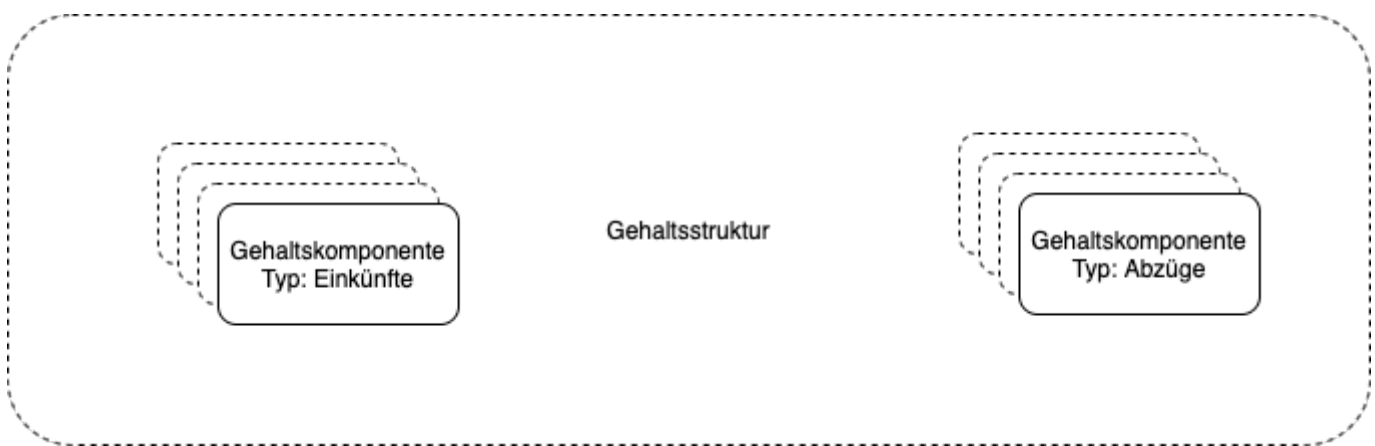 Gehaltskomponente
Typ: Einkünfte
Gehaltsstruktur
Gehaltskomponente
Typ: Abzüge